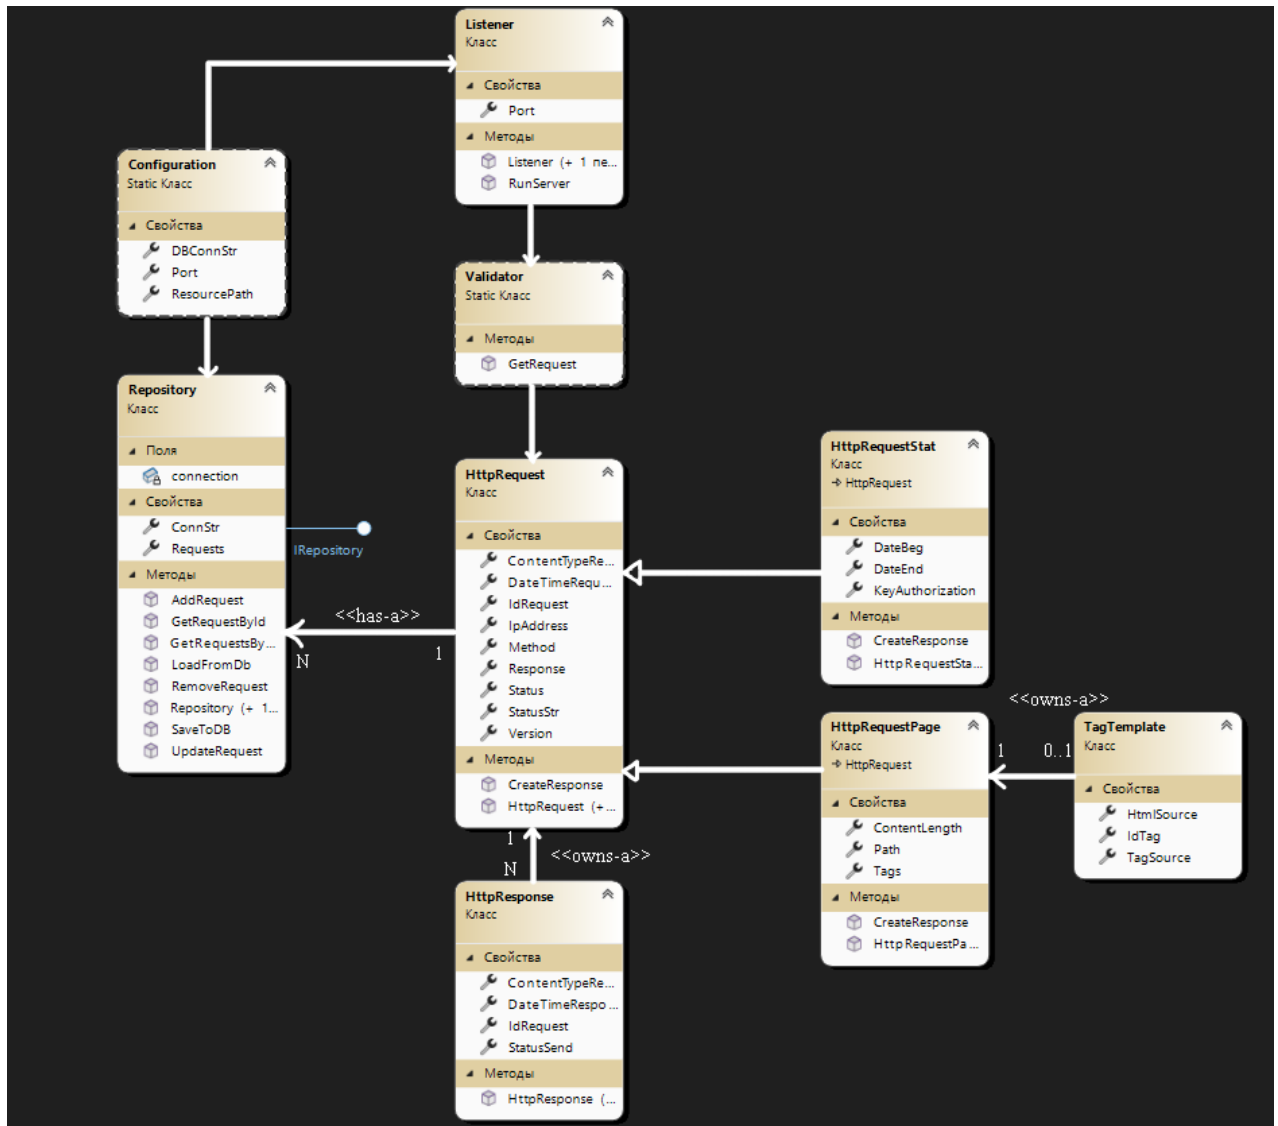 Listener
Класс
Свойства
Port
Методы
Listener (+ 1 пе...
RunServer
Configuration
Static Класс
Свойства
DBConnStr
Port
ResourcePath
Validator
Static Класс
Методы
GetRequest
Repository
Класс
Поля
connection
Свойства
ConnStr
Requests
Методы
AddRequest
GetRequestById
GetRequestsBy...
LoadFromDb
RemoveRequest
Repository (+ 1...
SaveToDB
UpdateRequest
IRepository
<<has-a>>
N
1
HttpRequest
Класс
Свойства
ContentTypeRe...
DateTimeRequ...
IdRequest
IpAddress
Method
Response
Status
StatusStr
Version
Методы
CreateResponse
HttpRequest (+...
HttpRequestStat
Класс
HttpRequest
Свойства
DateBeg
DateEnd
KeyAuthorization
Методы
CreateResponse
HttpRequestSta...
<<owns-a>>
HttpRequestPage
Класс
HttpRequest
Свойства
ContentLength
Path
Tags
Методы
CreateResponse
HttpRequestPa...
1
0..1
TagTemplate
Класс
Свойства
HtmlSource
IdTag
TagSource
1
N
<<owns-a>>
HttpResponse
Класс
Свойства
ContentTypeRe...
DateTimeRespo...
IdRequest
StatusSend
Методы
HttpResponse (...